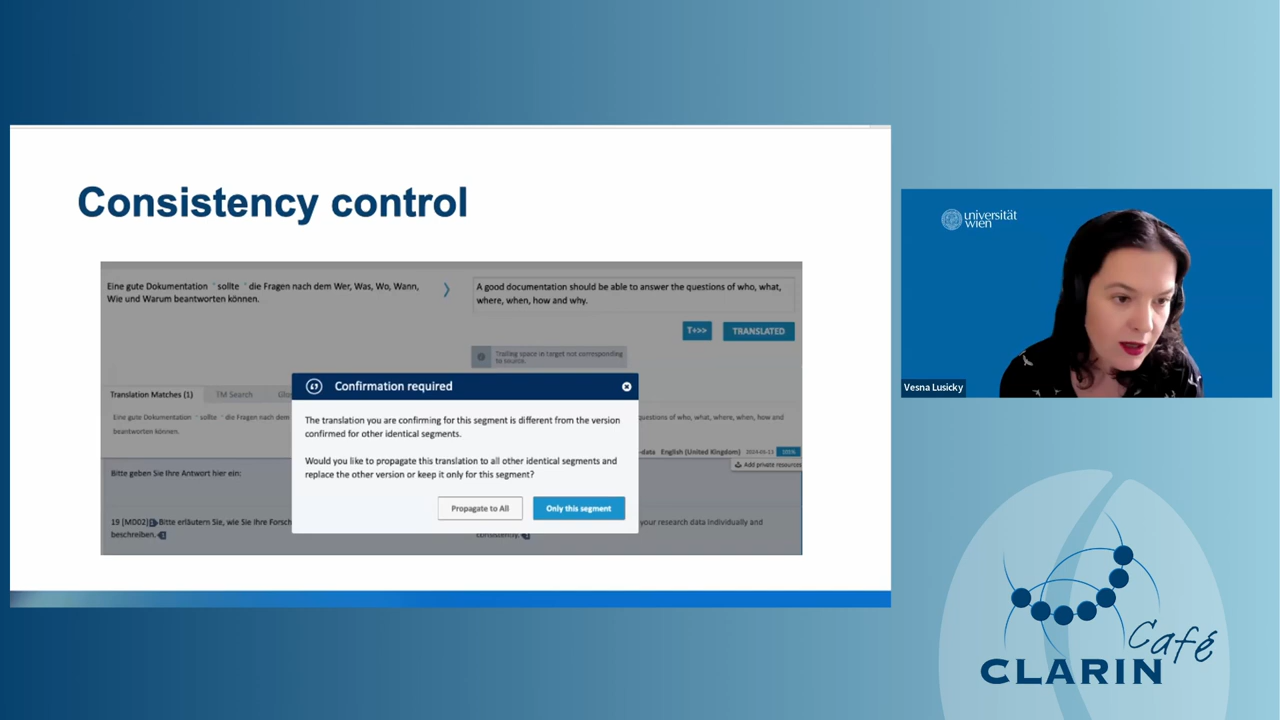 Consistency control
Eine gute Dokumentation ° sollte ° die Fragen nach dem Wer, Was, Wo, Wann,
Wie und Warum beantworten können.
A good documentation should be able to answer the questions of who, what,
where, when, how and why.
T+>>
TRANSLATED
Trailing space in target not corresponding
to source.
Translation Matches (1)
TM Search
Eine gute Dokumentation ° sollte ° die Fragen nach dem
beantworten können.
questions of who, what, where, when, how and
English (United Kingdom)
2024-05-13
100%
Add private resources
Confirmation required
The translation you are confirming for this segment is different from the version
confirmed for other identical segments.
Would you like to propagate this translation to all other identical segments and
replace the other version or keep it only for this segment?
Propagate to All
Only this segment
Bitte geben Sie Ihre Antwort hier ein:
19 [MD02] Bitte erläutern Sie, wie Sie Ihre Forsch
beschreiben.
your research data individually and
consistently.
universität
wien
Vesna Lusicky
Café
CLARIN